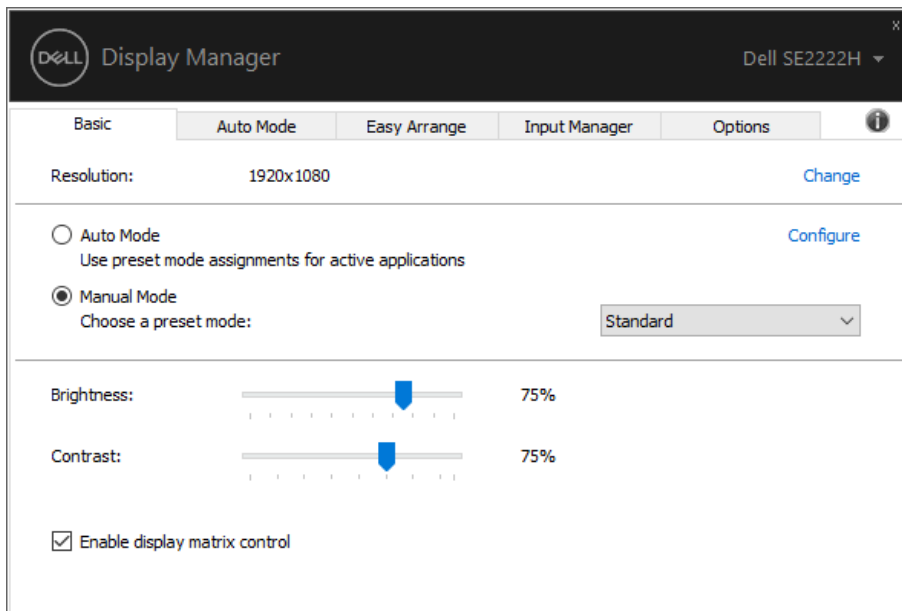 DELL Display Manager
x
Dell SE2222H
Basic Auto Mode Easy Arrange Input Manager Options i
Resolution: 1920x1080 Change
Auto Mode Configure
Use preset mode assignments for active applications
Manual Mode
Choose a preset mode: Standard
Brightness: 75%
Contrast: 75%
Enable display matrix control